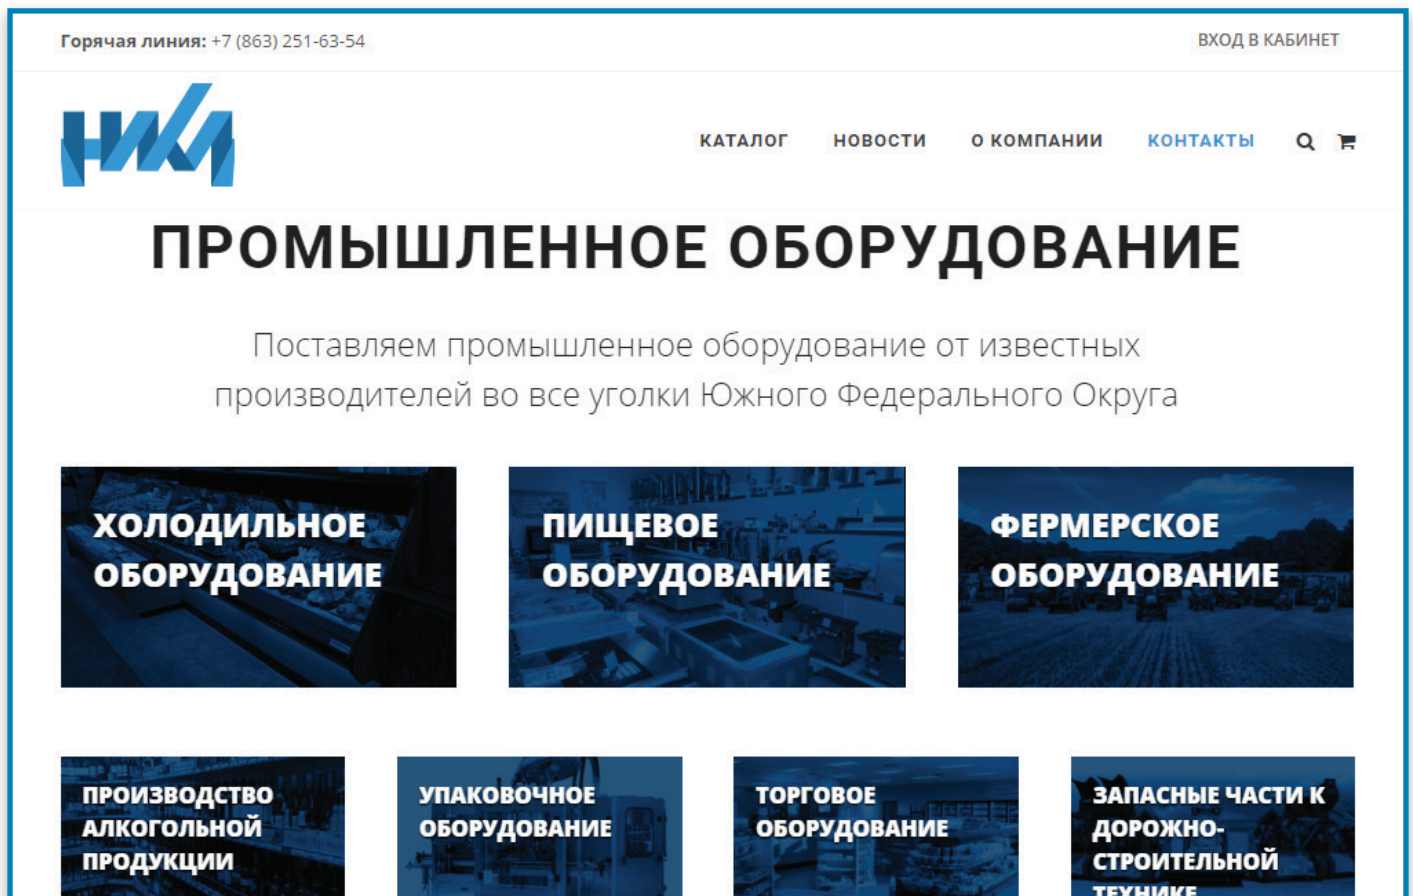 Горячая линия: +7 (863) 251-63-54
ВХОД В КАБИНЕТ
НИКА
КАТАЛОГ НОВОСТИ О КОМПАНИИ КОНТАКТЫ
ПРОМЫШЛЕННОЕ ОБОРУДОВАНИЕ
Поставляем промышленное оборудование от известных
производителей во все уголки Южного Федерального Округа
ХОЛОДИЛЬНОЕ
ОБОРУДОВАНИЕ
ПИЩЕВОЕ
ОБОРУДОВАНИЕ
ФЕРМЕРСКОЕ
ОБОРУДОВАНИЕ
ПРОИЗВОДСТВО
АЛКОГОЛЬНОЙ
ПРОДУКЦИИ
УПАКОВОЧНОЕ
ОБОРУДОВАНИЕ
ТОРГОВОЕ
ОБОРУДОВАНИЕ
ЗАПАСНЫЕ ЧАСТИ К
ДОРОЖНО-
СТРОИТЕЛЬНОЙ
ТЕХНИКЕ